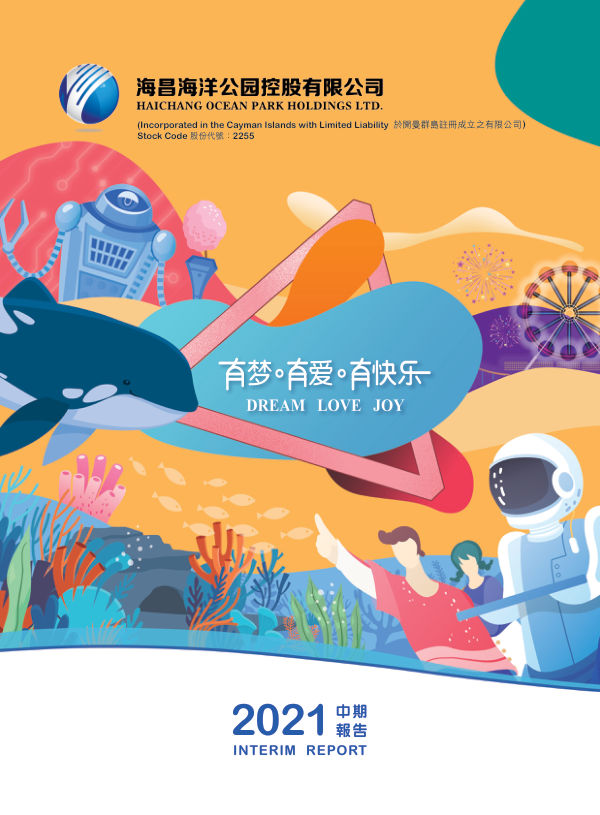 海昌海洋公园控股有限公司
HAICHANG OCEAN PARK HOLDINGS LTD.
(Incorporated in the Cayman Islands with Limited Liability 於開曼群島註冊成立之有限公司)
Stock Code 股份代號：2255
有梦。有爱。有快乐
DREAM LOVE JOY
2021 中期報告
INTERIM REPORT